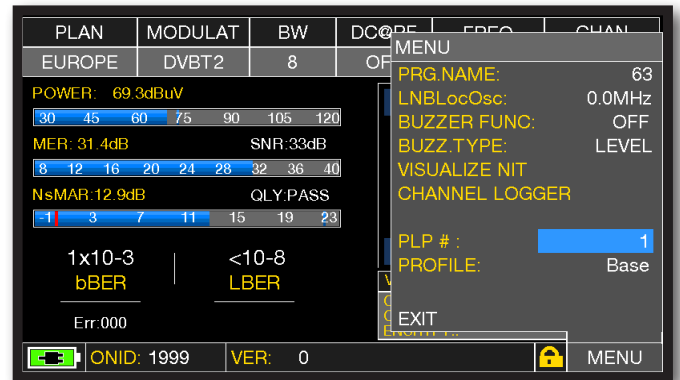 PLAN MODULAT BW
EUROPE DVBT2 8
POWER: 69.3dBuV
30 45 60 75 90 105 120
MER: 31.4dB SNR:33dB
8 12 16 20 24 28 32 36 40
NsMAR:12.9dB QLY:PASS
-1 3 7 11 15 19 23
1x10-3 <10-8
bBER LBER
Err:000
ONID: 1999 VER: 0 MENU
MENU
PRG.NAME: 63
LNBLocOsc: 0.0MHz
BUZZER FUNC: OFF
BUZZ.TYPE: LEVEL
VISUALIZE NIT
CHANNEL LOGGER
PLP # : 1
PROFILE: Base
EXIT